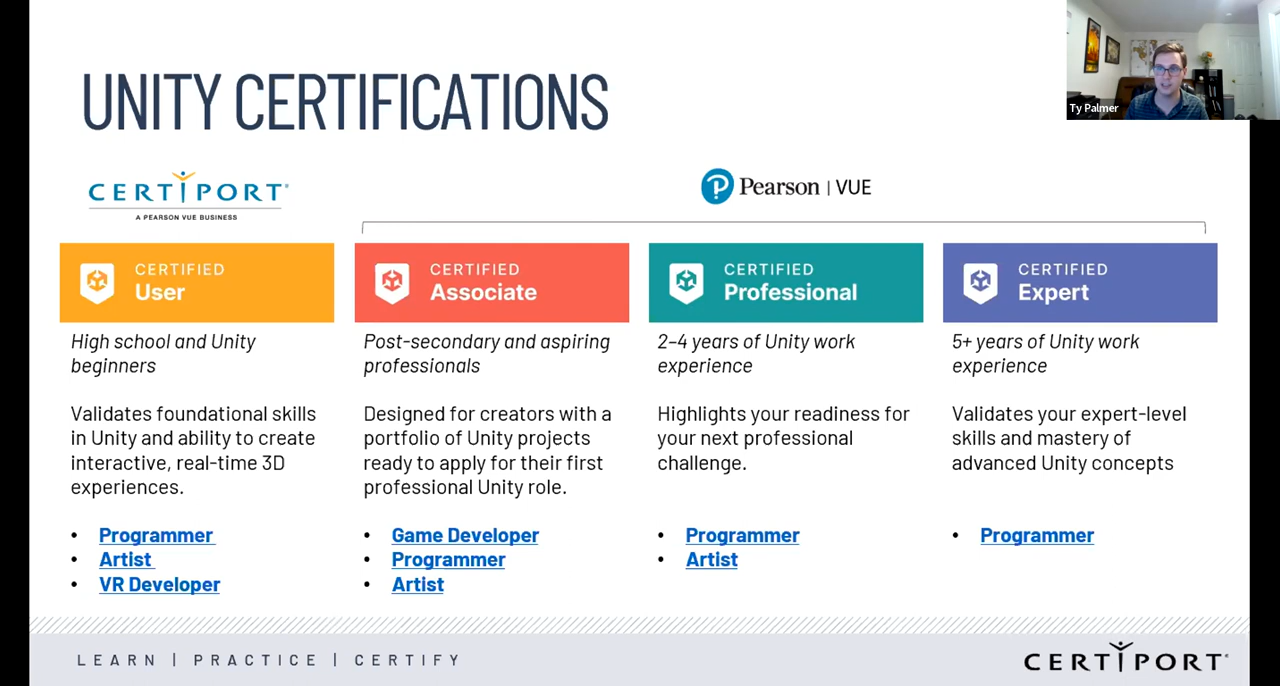 Ty Palmer
UNITY CERTIFICATIONS
CERTIPORT®
A PEARSON VUE BUSINESS
Pearson | VUE
CERTIFIED
User
High school and Unity
beginners
Validates foundational skills
in Unity and ability to create
interactive, real-time 3D
experiences.
• Programmer
• Artist
• VR Developer
CERTIFIED
Associate
Post-secondary and aspiring
professionals
Designed for creators with a
portfolio of Unity projects
ready to apply for their first
professional Unity role.
• Game Developer
• Programmer
• Artist
CERTIFIED
Professional
2–4 years of Unity work
experience
Highlights your readiness for
your next professional
challenge.
• Programmer
• Artist
CERTIFIED
Expert
5+ years of Unity work
experience
Validates your expert-level
skills and mastery of
advanced Unity concepts
• Programmer
LEARN | PRACTICE | CERTIFY
CERTIPORT®